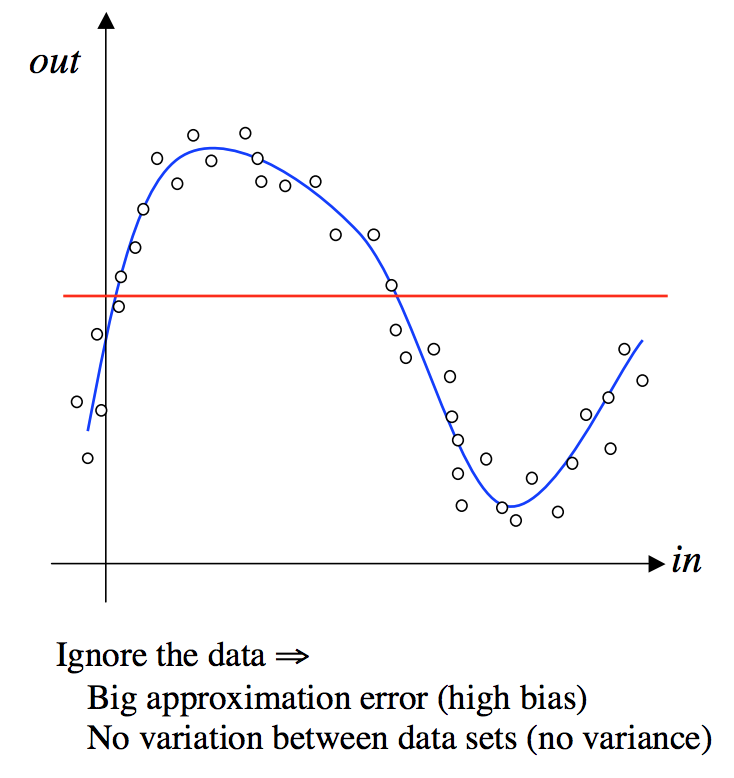 out
in
Ignore the data ⇒
Big approximation error (high bias)
No variation between data sets (no variance)